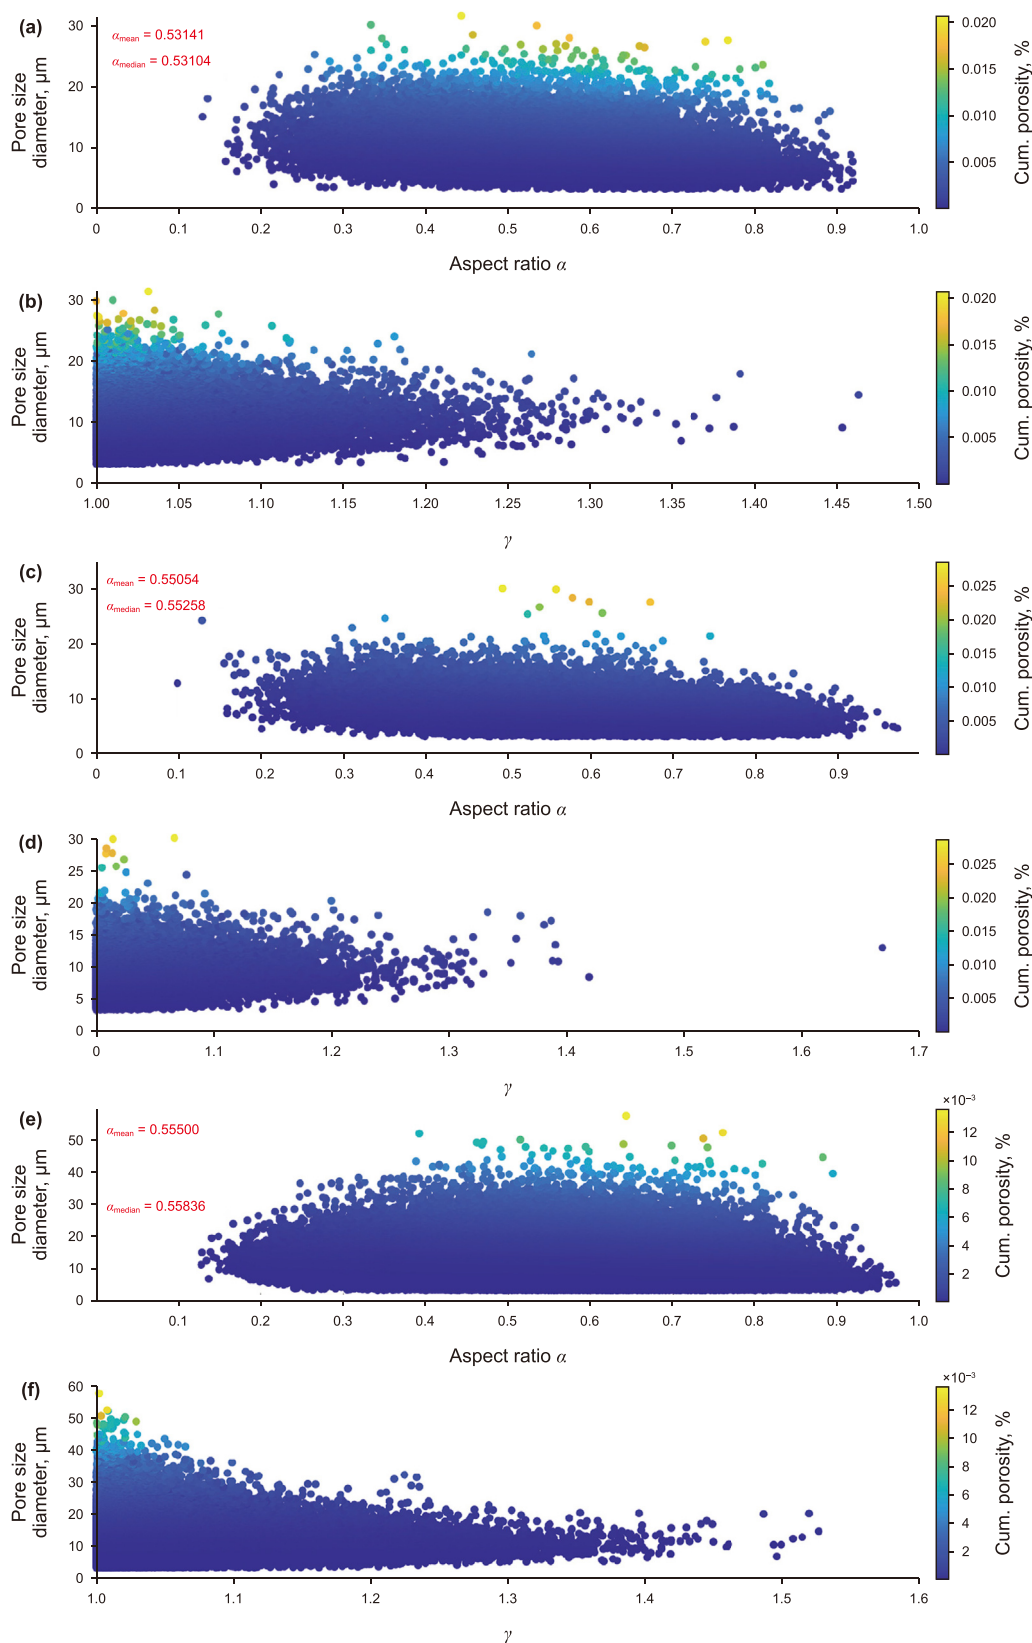 (a)
α mean = 0.53141
α median = 0.53104
30
20
10
0
Pore size
diameter, μm
0 0.1 0.2 0.3 0.4 0.5 0.6 0.7 0.8 0.9 1.0
Aspect ratio α
0.020
0.015
0.010
0.005
Cum. porosity, %
(b)
30
20
10
0
Pore size
diameter, μm
1.00 1.05 1.10 1.15 1.20 1.25 1.30 1.35 1.40 1.45 1.50
γ
0.020
0.015
0.010
0.005
Cum. porosity, %
(c)
α mean = 0.55054
α median = 0.55258
30
20
10
0
Pore size
diameter, μm
0 0.1 0.2 0.3 0.4 0.5 0.6 0.7 0.8 0.9
Aspect ratio α
0.025
0.020
0.015
0.010
0.005
Cum. porosity, %
(d)
30
25
20
15
10
5
0
Pore size
diameter, μm
0 1.1 1.2 1.3 1.4 1.5 1.6 1.7
γ
0.025
0.020
0.015
0.010
0.005
Cum. porosity, %
(e)
α mean = 0.55500
α median = 0.55836
50
40
30
20
10
0
Pore size
diameter, μm
0.1 0.2 0.3 0.4 0.5 0.6 0.7 0.8 0.9 1.0
Aspect ratio α
×10⁻³
12
10
8
6
4
2
Cum. porosity, %
(f)
60
50
40
30
20
10
0
Pore size
diameter, μm
1.0 1.1 1.2 1.3 1.4 1.5 1.6
γ
×10⁻³
12
10
8
6
4
2
Cum. porosity, %